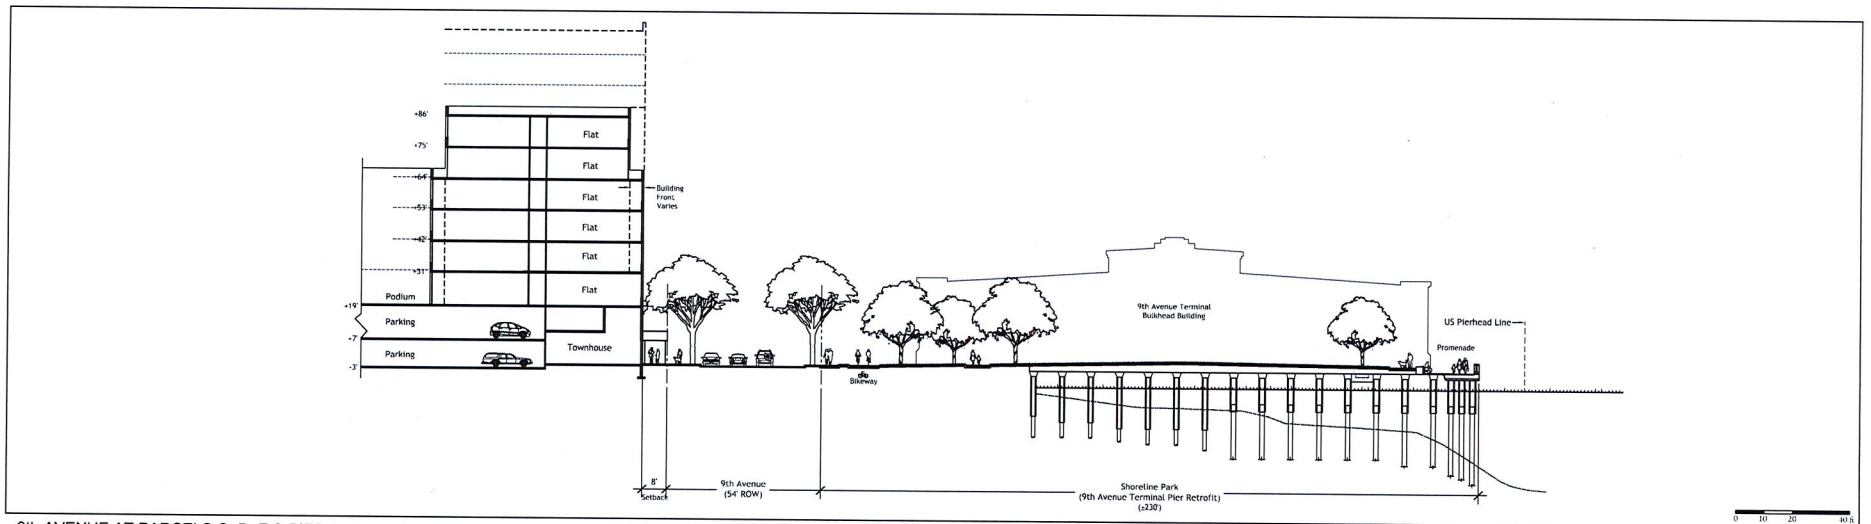 +86'
Flat
+75'
Flat
+64'
Flat
Building
Front
Varies
+53'
Flat
+42'
Flat
+31'
Flat
Podium
+19'
Parking
+7'
Townhouse
Parking
-3'
9th Avenue Terminal
Bulkhead Building
US Pierhead Line
Promenade
Bikeway
8'
Setback
9th Avenue
(54' ROW)
Shoreline Park
(9th Avenue Terminal Pier Retrofit)
(±230')
0 10 20 40 ft